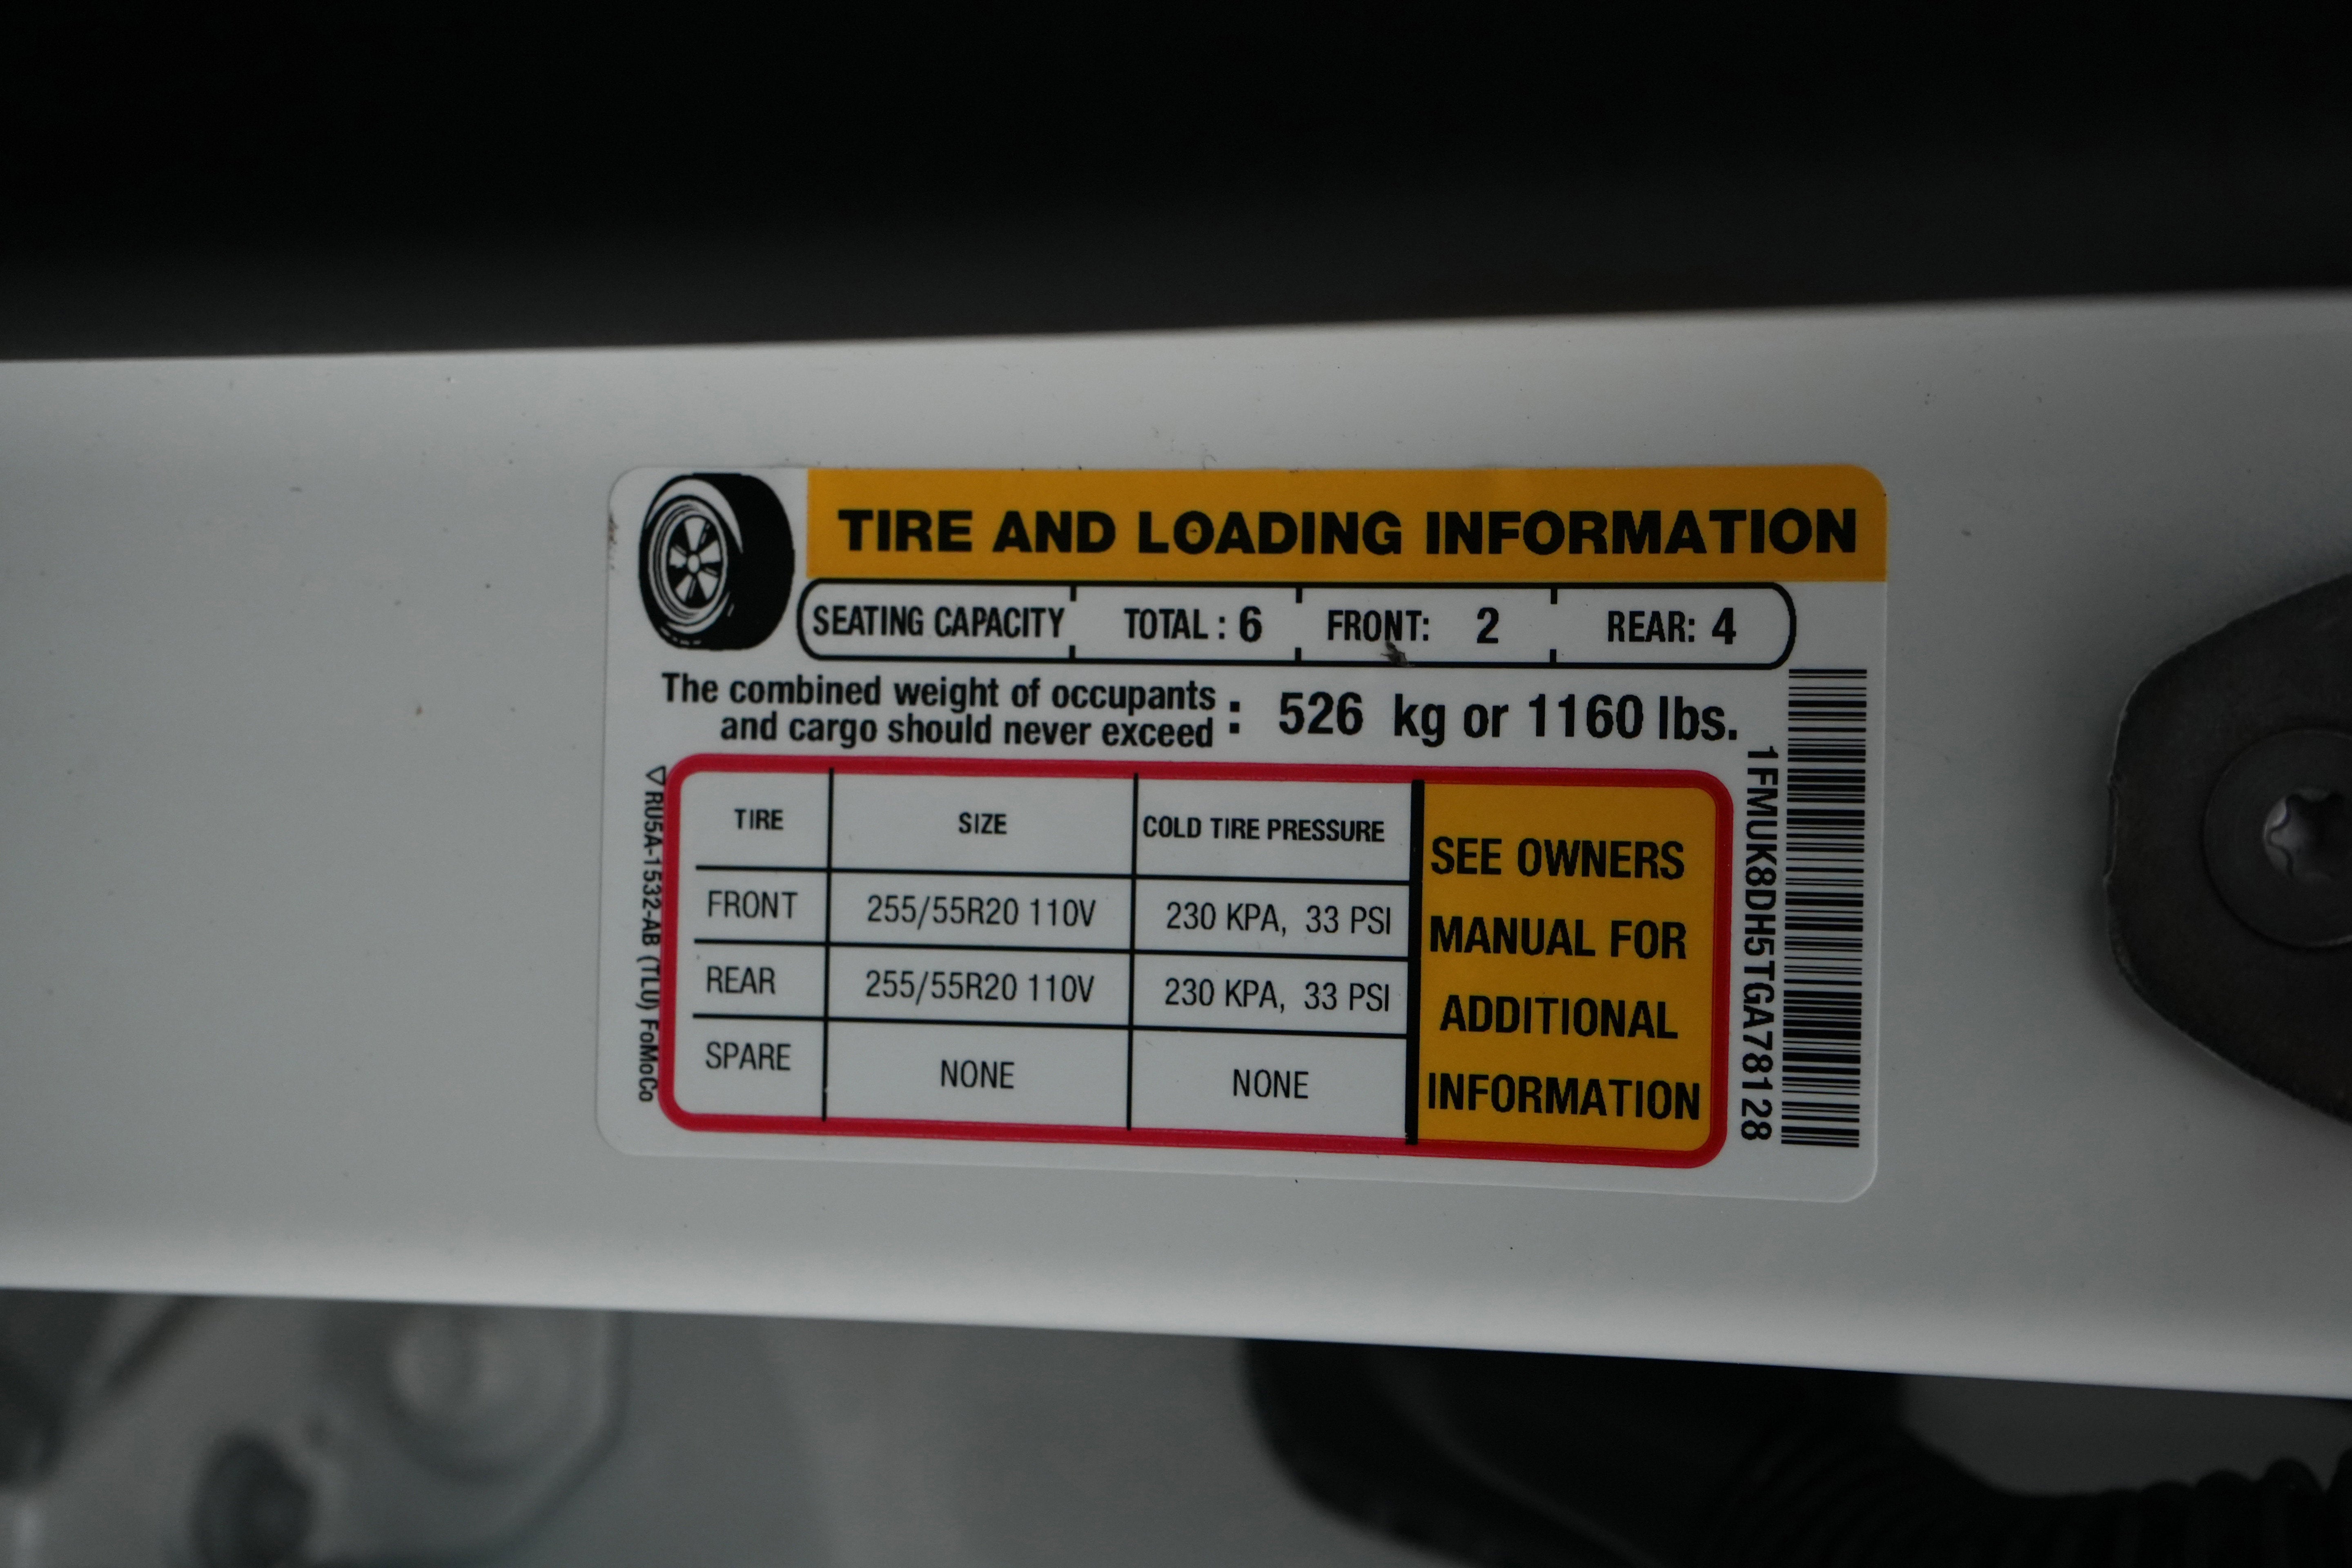 TIRE AND LOADING INFORMATION
SEATING CAPACITY TOTAL : 6 FRONT: 2 REAR: 4
The combined weight of occupants
and cargo should never exceed : 526 kg or 1160 lbs.
TIRE SIZE COLD TIRE PRESSURE
FRONT 255/55R20 110V 230 KPA, 33 PSI
REAR 255/55R20 110V 230 KPA, 33 PSI
SPARE NONE NONE
SEE OWNERS
MANUAL FOR
ADDITIONAL
INFORMATION
RU5A-1532-AB (TLU) FoMoCo
1FMUK8DH5TGA78128